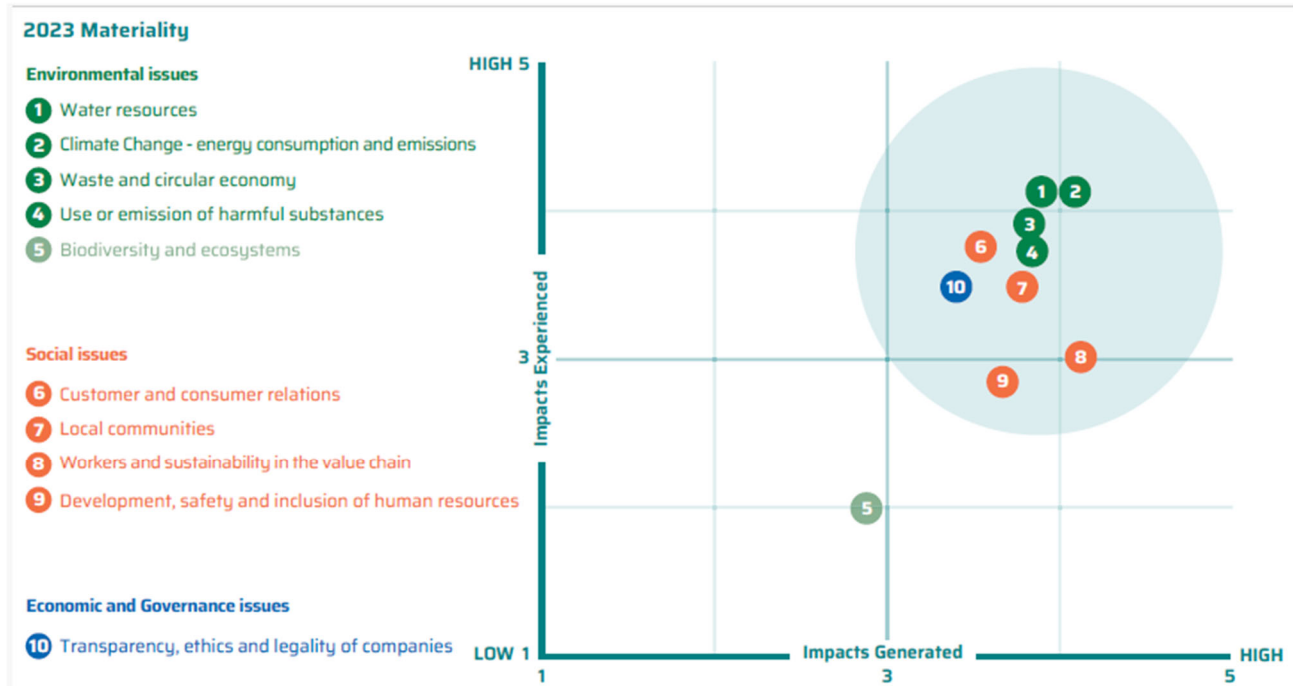 2023 Materiality
Environmental issues
1 Water resources
2 Climate Change - energy consumption and emissions
3 Waste and circular economy
4 Use or emission of harmful substances
5 Biodiversity and ecosystems
Social issues
6 Customer and consumer relations
7 Local communities
8 Workers and sustainability in the value chain
9 Development, safety and inclusion of human resources
Economic and Governance issues
10 Transparency, ethics and legality of companies
HIGH 5
Impacts Experienced
3
LOW 1
1 2
3
6 4
10 7
8
9
5
Impacts Generated
HIGH
1 3 5